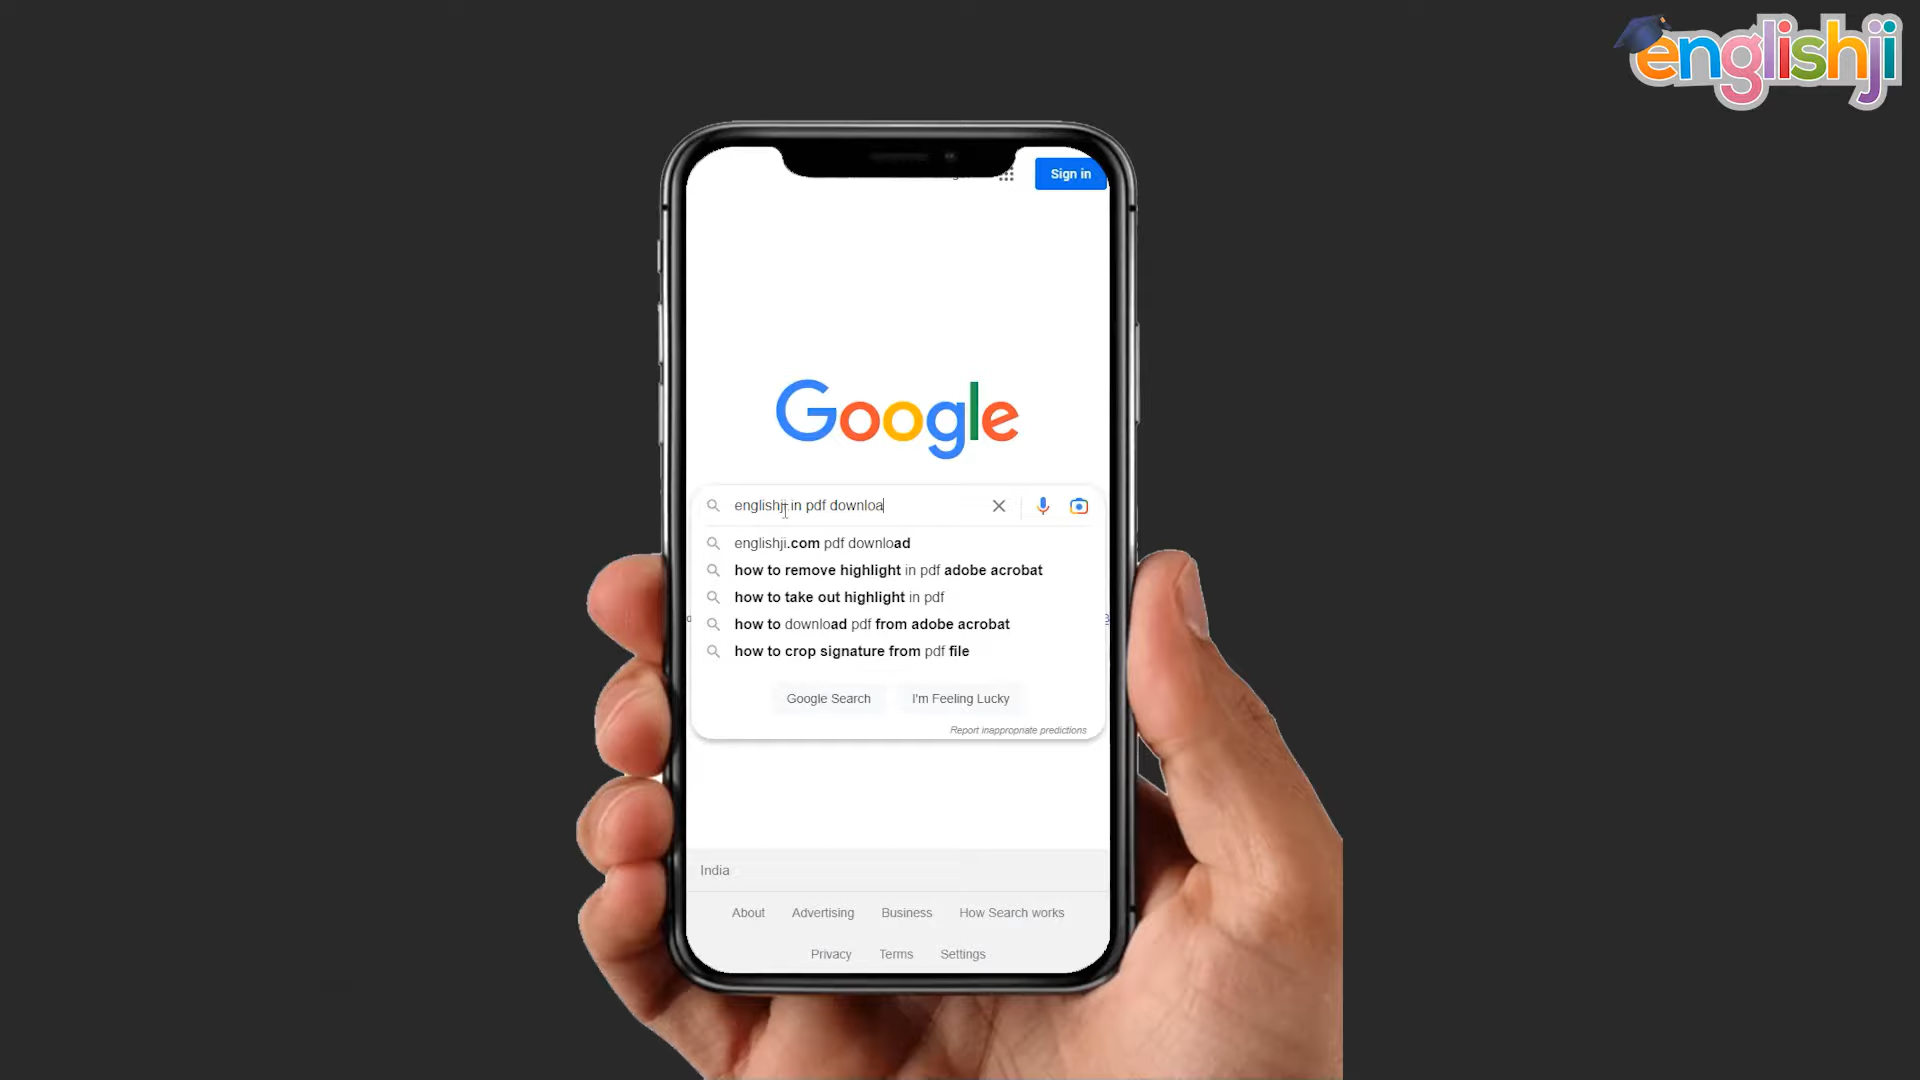 englishji
Sign in
Google
englishji in pdf downloa
englishji.com pdf download
how to remove highlight in pdf adobe acrobat
how to take out highlight in pdf
how to download pdf from adobe acrobat
how to crop signature from pdf file
Google Search
I'm Feeling Lucky
Report inappropriate predictions
India
About
Advertising
Business
How Search works
Privacy
Terms
Settings